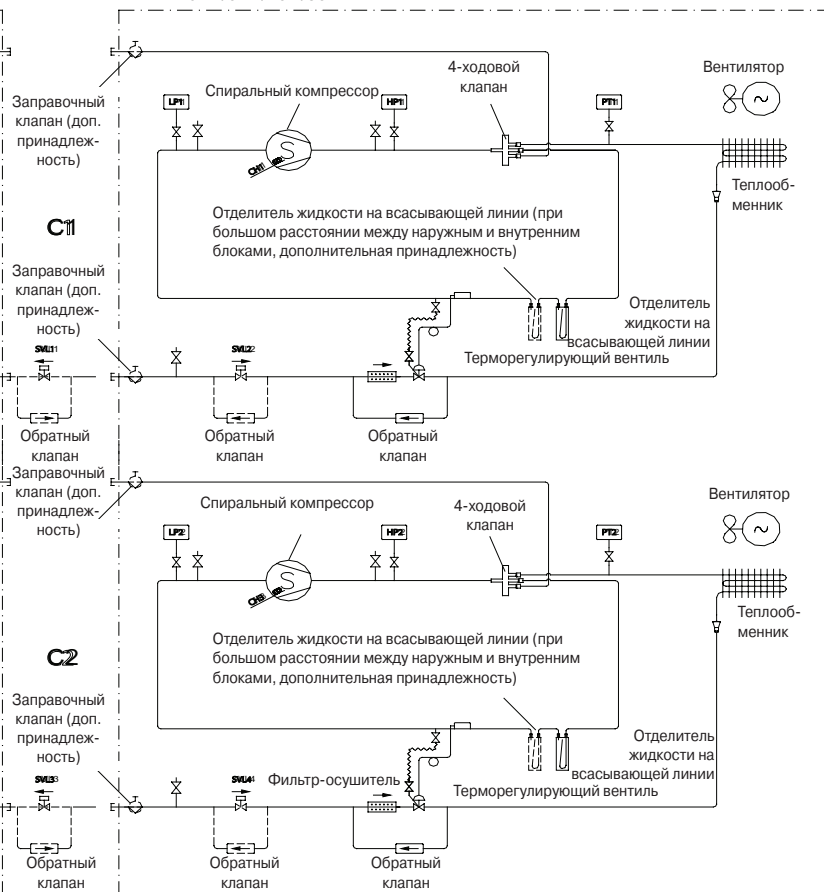 Заправочный
клапан (доп.
принадлеж-
ность)
LP1
Спиральный компрессор
HP1
4-ходовой
клапан
PT1
Вентилятор
CH1
Теплооб-
менник
C1
Отделитель жидкости на всасывающей линии (при
большом расстоянии между наружным и внутренним
блоками, дополнительная принадлежность)
Заправочный
клапан (доп.
принадлеж-
ность)
Отделитель
жидкости на
всасывающей линии
Терморегулирующий вентиль
SVL1
SVL2
Обратный
клапан
Обратный
клапан
Обратный
клапан
Заправочный
клапан (доп.
принадлеж-
ность)
LP2
Спиральный компрессор
HP2
4-ходовой
клапан
PT2
Вентилятор
Теплооб-
менник
C2
Отделитель жидкости на всасывающей линии (при
большом расстоянии между наружным и внутренним
блоками, дополнительная принадлежность)
Заправочный
клапан (доп.
принадлеж-
ность)
Отделитель
жидкости на
всасывающей линии
Терморегулирующий вентиль
SVL3
SVL4
Фильтр-осушитель
Обратный
клапан
Обратный
клапан
Обратный
клапан